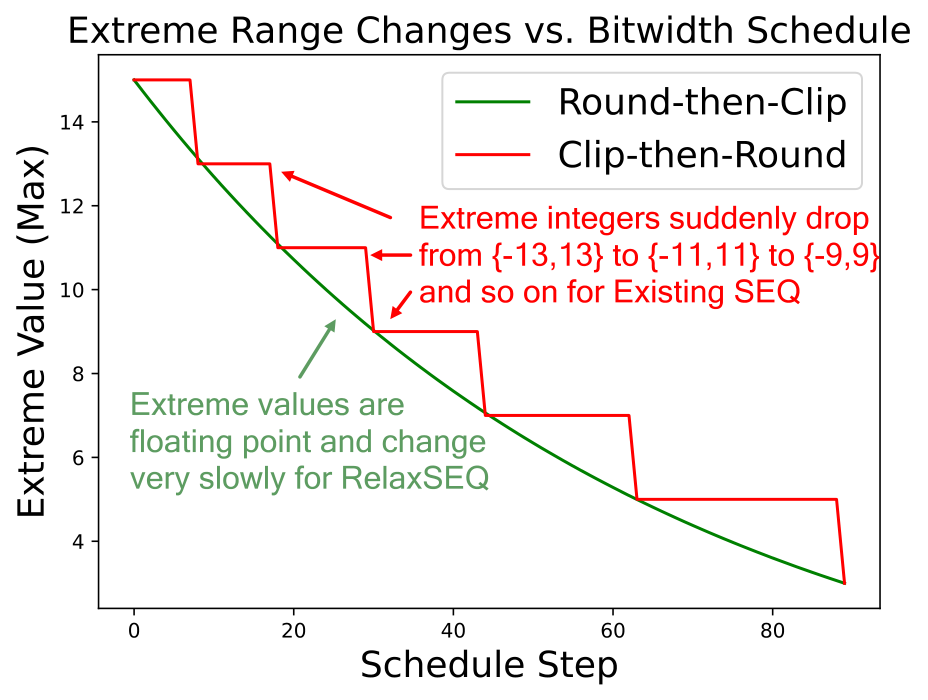 Extreme Range Changes vs. Bitwidth Schedule
Round-then-Clip
Clip-then-Round
Extreme integers suddenly drop
from {-13,13} to {-11,11} to {-9,9}
and so on for Existing SEQ
Extreme values are
floating point and change
very slowly for RelaxSEQ
Extreme Value (Max)
14
12
10
8
6
4
0 20 40 60 80
Schedule Step